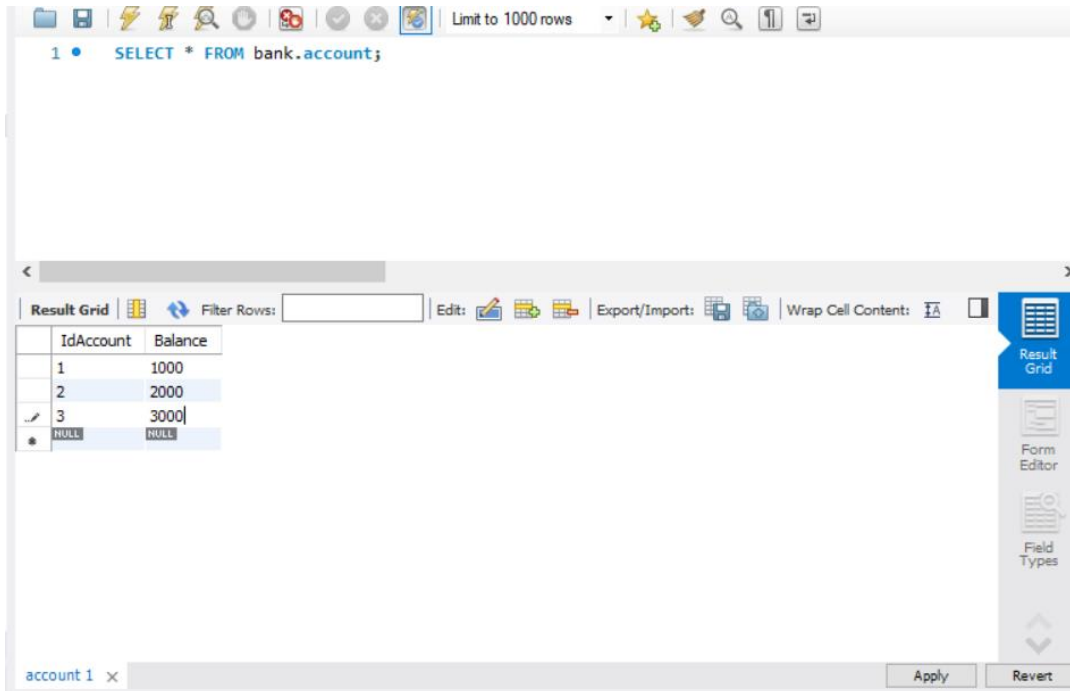 Limit to 1000 rows
1 SELECT * FROM bank.account;
Result Grid Filter Rows: Edit: Export/Import: Wrap Cell Content:
IdAccount Balance
1 1000
2 2000
3 3000
NULL NULL
Result
Grid
Form
Editor
Field
Types
account 1
Apply Revert